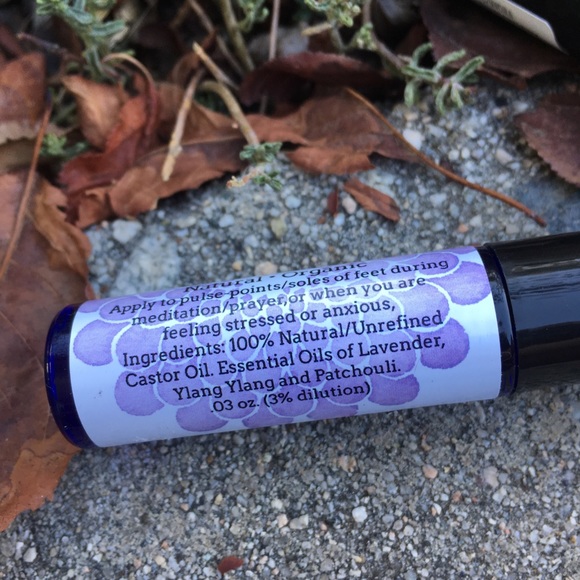 Natural • Organic
Apply to pulse-points/soles of feet during
meditation/prayer,or when you are
feeling stressed or anxious,
Ingredients: 100% Natural/Unrefined
Castor Oil. Essential Oils of Lavender,
Ylang Ylang and Patchouli.
.03 oz. (3% dilution)